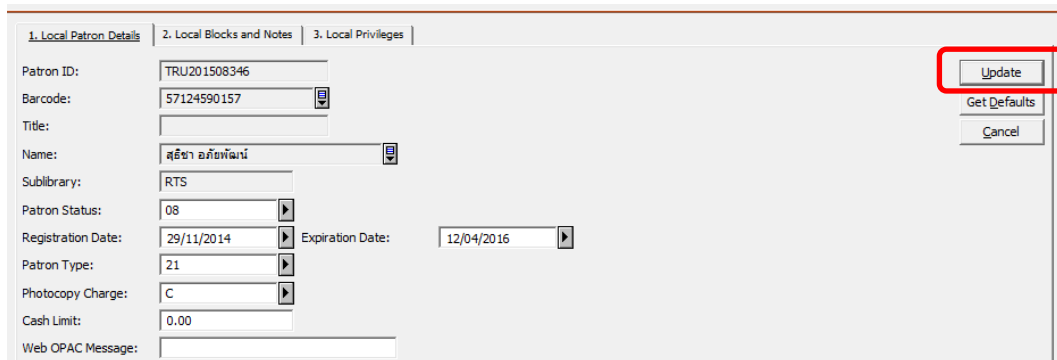 1. Local Patron Details 2. Local Blocks and Notes 3. Local Privileges
Patron ID: TRU201508346 Update
Barcode: 57124590157 Get Defaults
Title: Cancel
Name: สุธิชา อภัยพัฒน์
Sublibrary: RTS
Patron Status: 08
Registration Date: 29/11/2014 Expiration Date: 12/04/2016
Patron Type: 21
Photocopy Charge: C
Cash Limit: 0.00
Web OPAC Message: